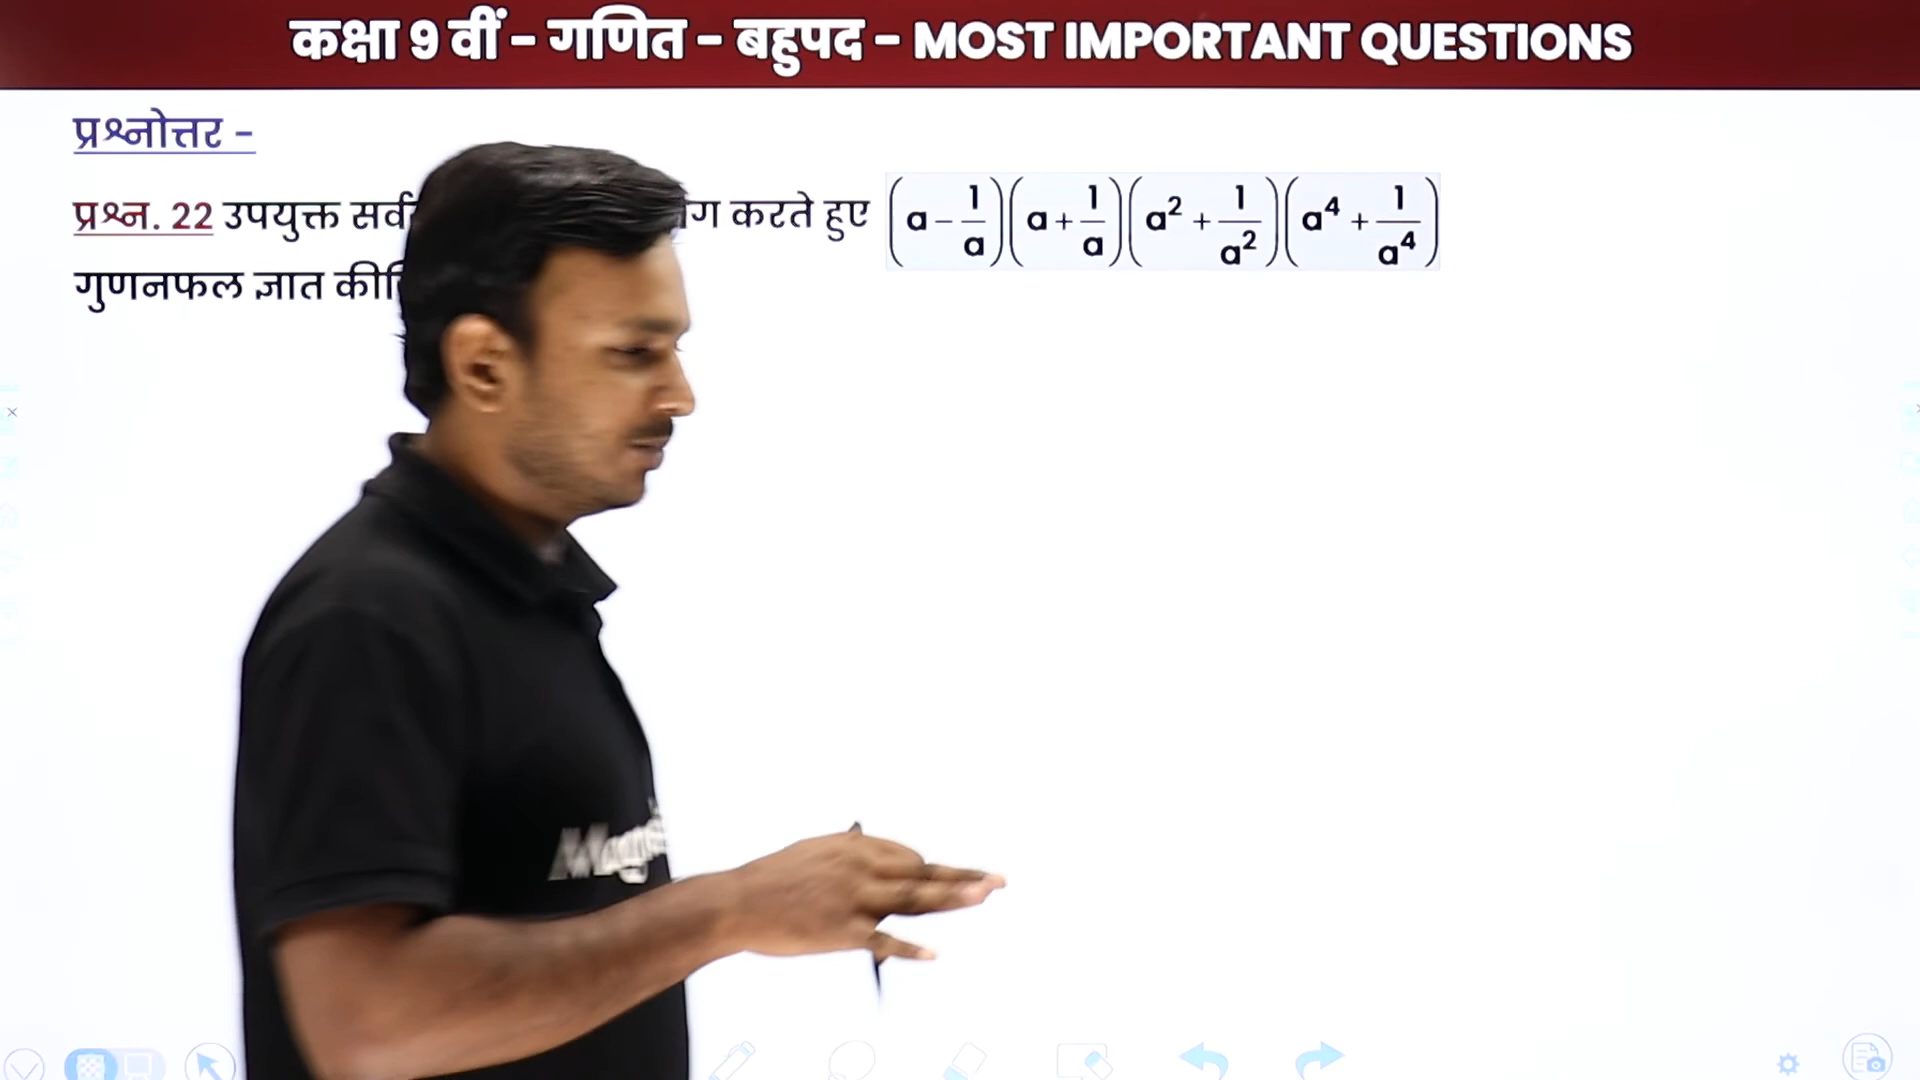 कक्षा 9 वीं - गणित - बहुपद - MOST IMPORTANT QUESTIONS
प्रश्नोत्तर -
प्रश्न. 22 उपयुक्त करते हुए (a - 1/a)(a + 1/a)(a² + 1/a²)(a⁴ + 1/a⁴)
गुणनफल ज्ञात